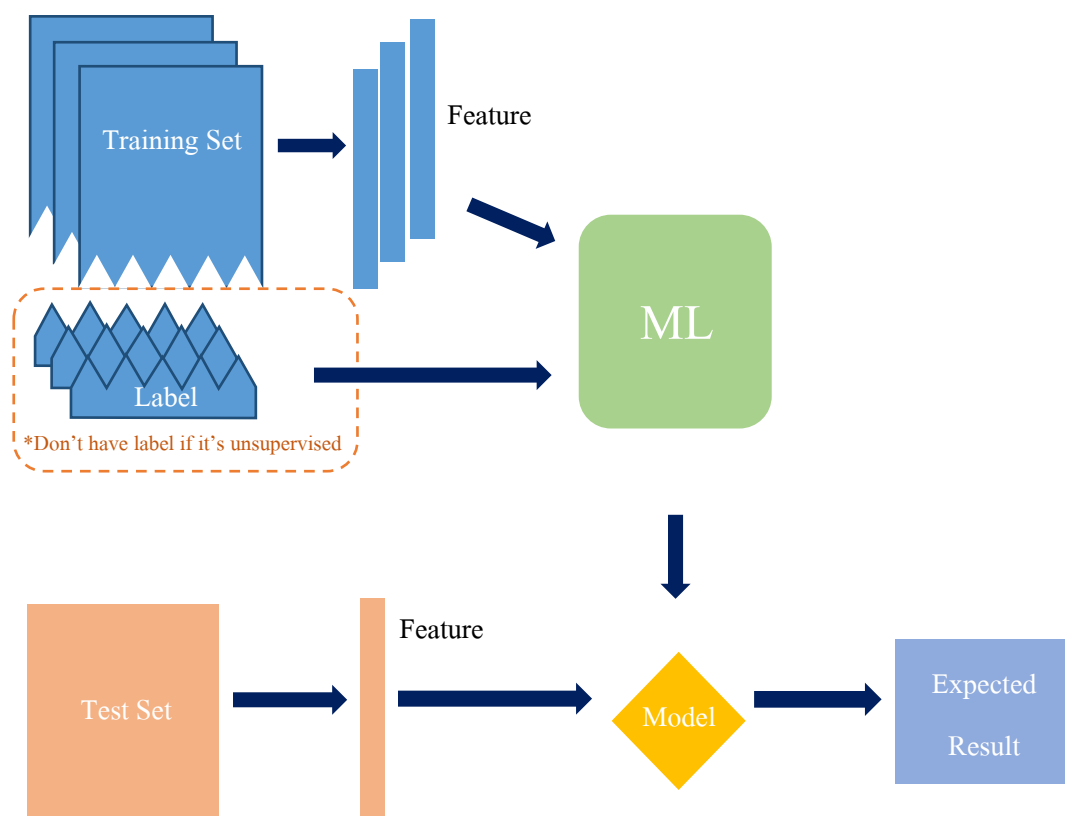 Training Set
Feature
ML
Label
*Don’t have label if it’s unsupervised
Test Set
Feature
Model
Expected
Result